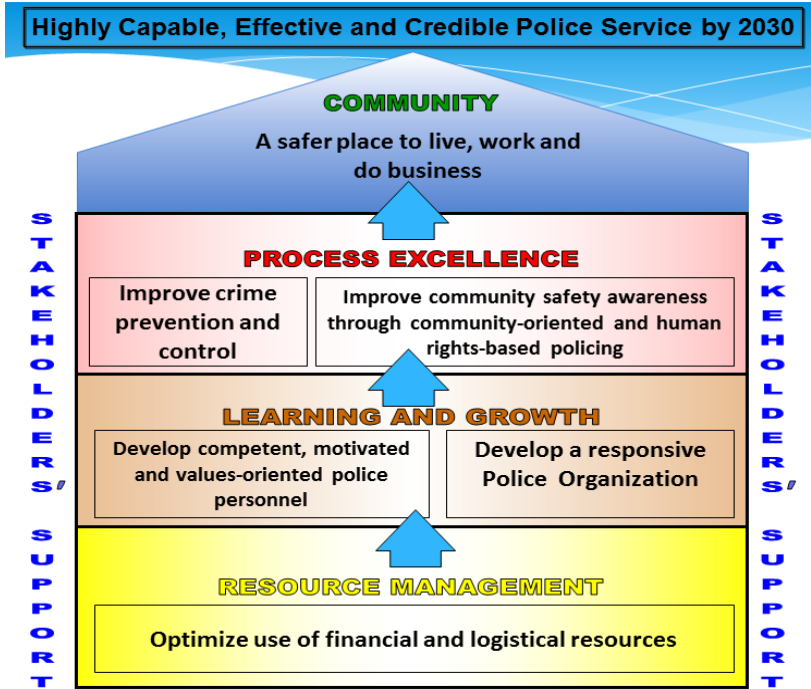 Highly Capable, Effective and Credible Police Service by 2030
COMMUNITY
A safer place to live, work and
do business
PROCESS EXCELLENCE
Improve crime
prevention and
control
Improve community safety awareness
through community-oriented and human
rights-based policing
LEARNING AND GROWTH
Develop competent, motivated
and values-oriented police
personnel
Develop a responsive
Police Organization
RESOURCE MANAGEMENT
Optimize use of financial and logistical resources
STAKEHOLDERS' SUPPORT
STAKEHOLDERS' SUPPORT